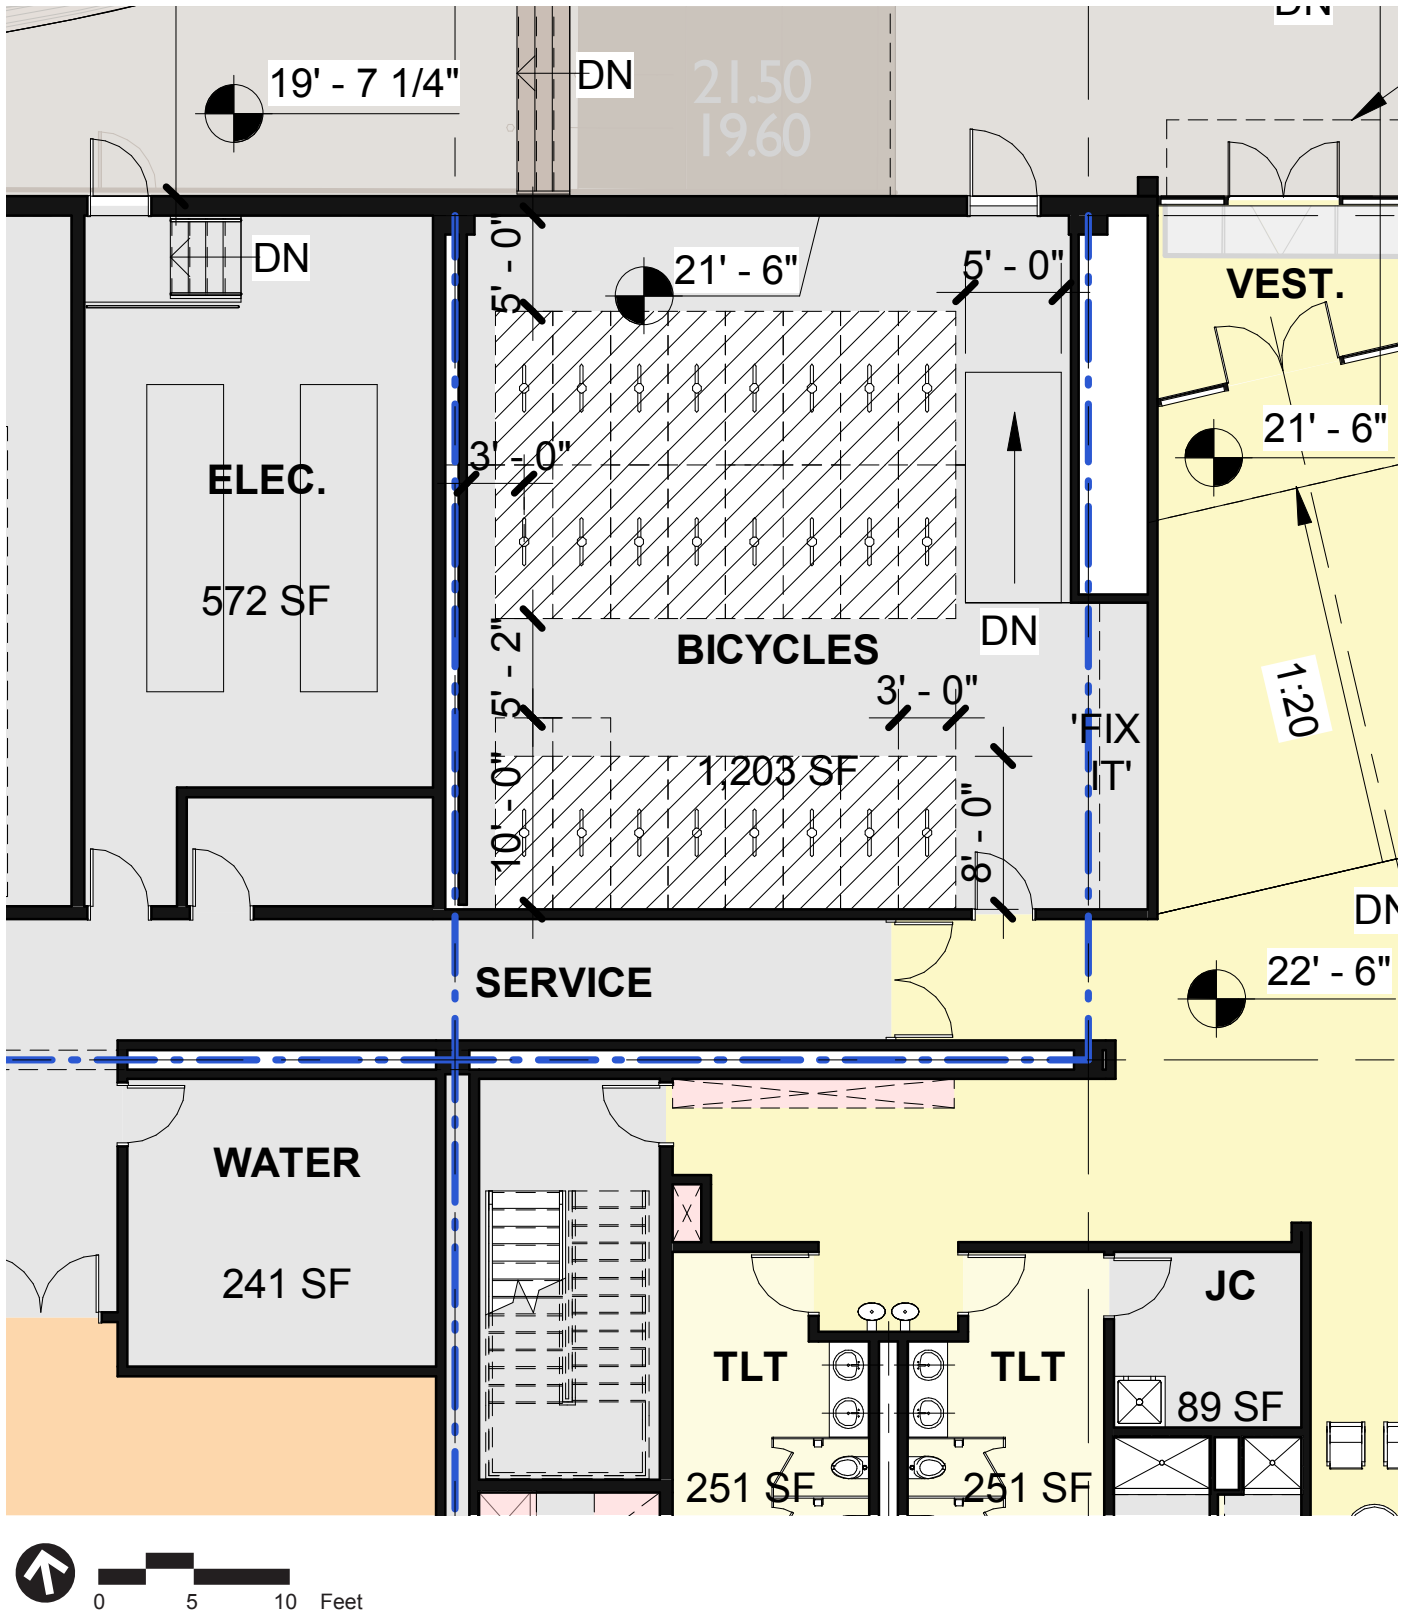 DN
19' - 7 1/4"
DN
21.50
19.60
DN
5' - 0"
21' - 6"
5' - 0"
VEST.
21' - 6"
3' - 0"
ELEC.
572 SF
5' - 2"
BICYCLES
DN
1:20
3' - 0"
'FIX
IT'
1,203 SF
10' - 0"
8' - 0"
DN
SERVICE
22' - 6"
WATER
241 SF
JC
TLT
TLT
89 SF
251 SF
251 SF
0 5 10 Feet